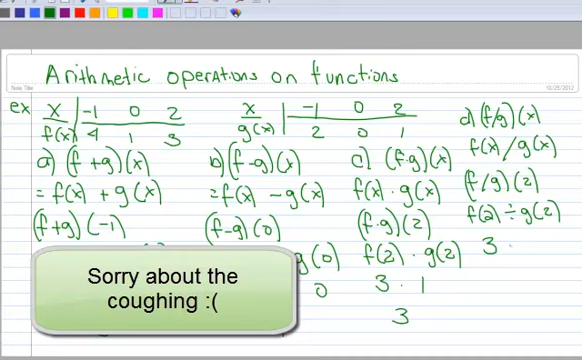 Arithmetic operations on functions
Note Title
10/25/2012
ex X -1 0 2
f(x) 4 1 3
X -1 0 2
g(x) 2 0 1
a) (f+g)(x)
= f(x) + g(x)
(f+g)(-1)
b) (f-g)(x)
= f(x) - g(x)
(f-g)(0)
g(0)
0
c) (f·g)(x)
f(x) · g(x)
(f·g)(2)
f(2) · g(2)
3 · 1
3
d) (f/g)(x)
f(x)/g(x)
(f/g)(2)
f(2) ÷ g(2)
3
Sorry about the
coughing :(